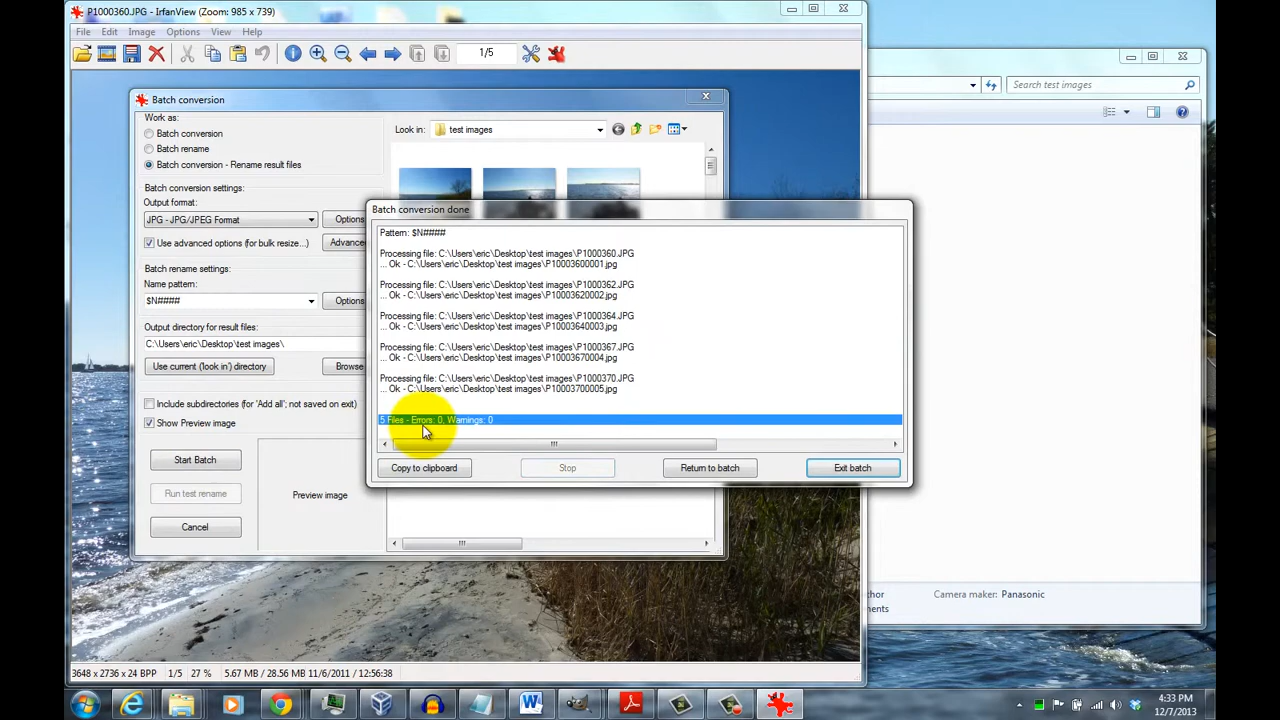 P1000360.JPG - IrfanView (Zoom: 985 x 739)
File Edit Image Options View Help
1/5
Search test images
Batch conversion
Work as:
Batch conversion
Batch rename
Batch conversion - Rename result files
Look in:
test images
Batch conversion settings:
Output format:
JPG - JPG/JPEG Format
Options
Use advanced options (for bulk resize...)
Advance
Batch rename settings:
Name pattern:
$N####
Options
Output directory for result files:
C:\Users\eric\Desktop\test images\
Use current ('look in') directory
Browse
Include subdirectories (for 'Add all'; not saved on exit)
Show Preview image
Start Batch
Run test rename
Cancel
Preview image
Batch conversion done
Pattern: $N####
Processing file: C:\Users\eric\Desktop\test images\P1000360.JPG
... Ok - C:\Users\eric\Desktop\test images\P10003600001.jpg
Processing file: C:\Users\eric\Desktop\test images\P1000362.JPG
... Ok - C:\Users\eric\Desktop\test images\P10003620002.jpg
Processing file: C:\Users\eric\Desktop\test images\P1000364.JPG
... Ok - C:\Users\eric\Desktop\test images\P10003640003.jpg
Processing file: C:\Users\eric\Desktop\test images\P1000367.JPG
... Ok - C:\Users\eric\Desktop\test images\P10003670004.jpg
Processing file: C:\Users\eric\Desktop\test images\P1000370.JPG
... Ok - C:\Users\eric\Desktop\test images\P10003700005.jpg
5 Files - Errors: 0, Warnings: 0
Copy to clipboard
Stop
Return to batch
Exit batch
thor
Camera maker: Panasonic
ments
3648 x 2736 x 24 BPP 1/5 27 % 5.67 MB / 28.56 MB 11/6/2011 / 12:56:38
4:33 PM
12/7/2013